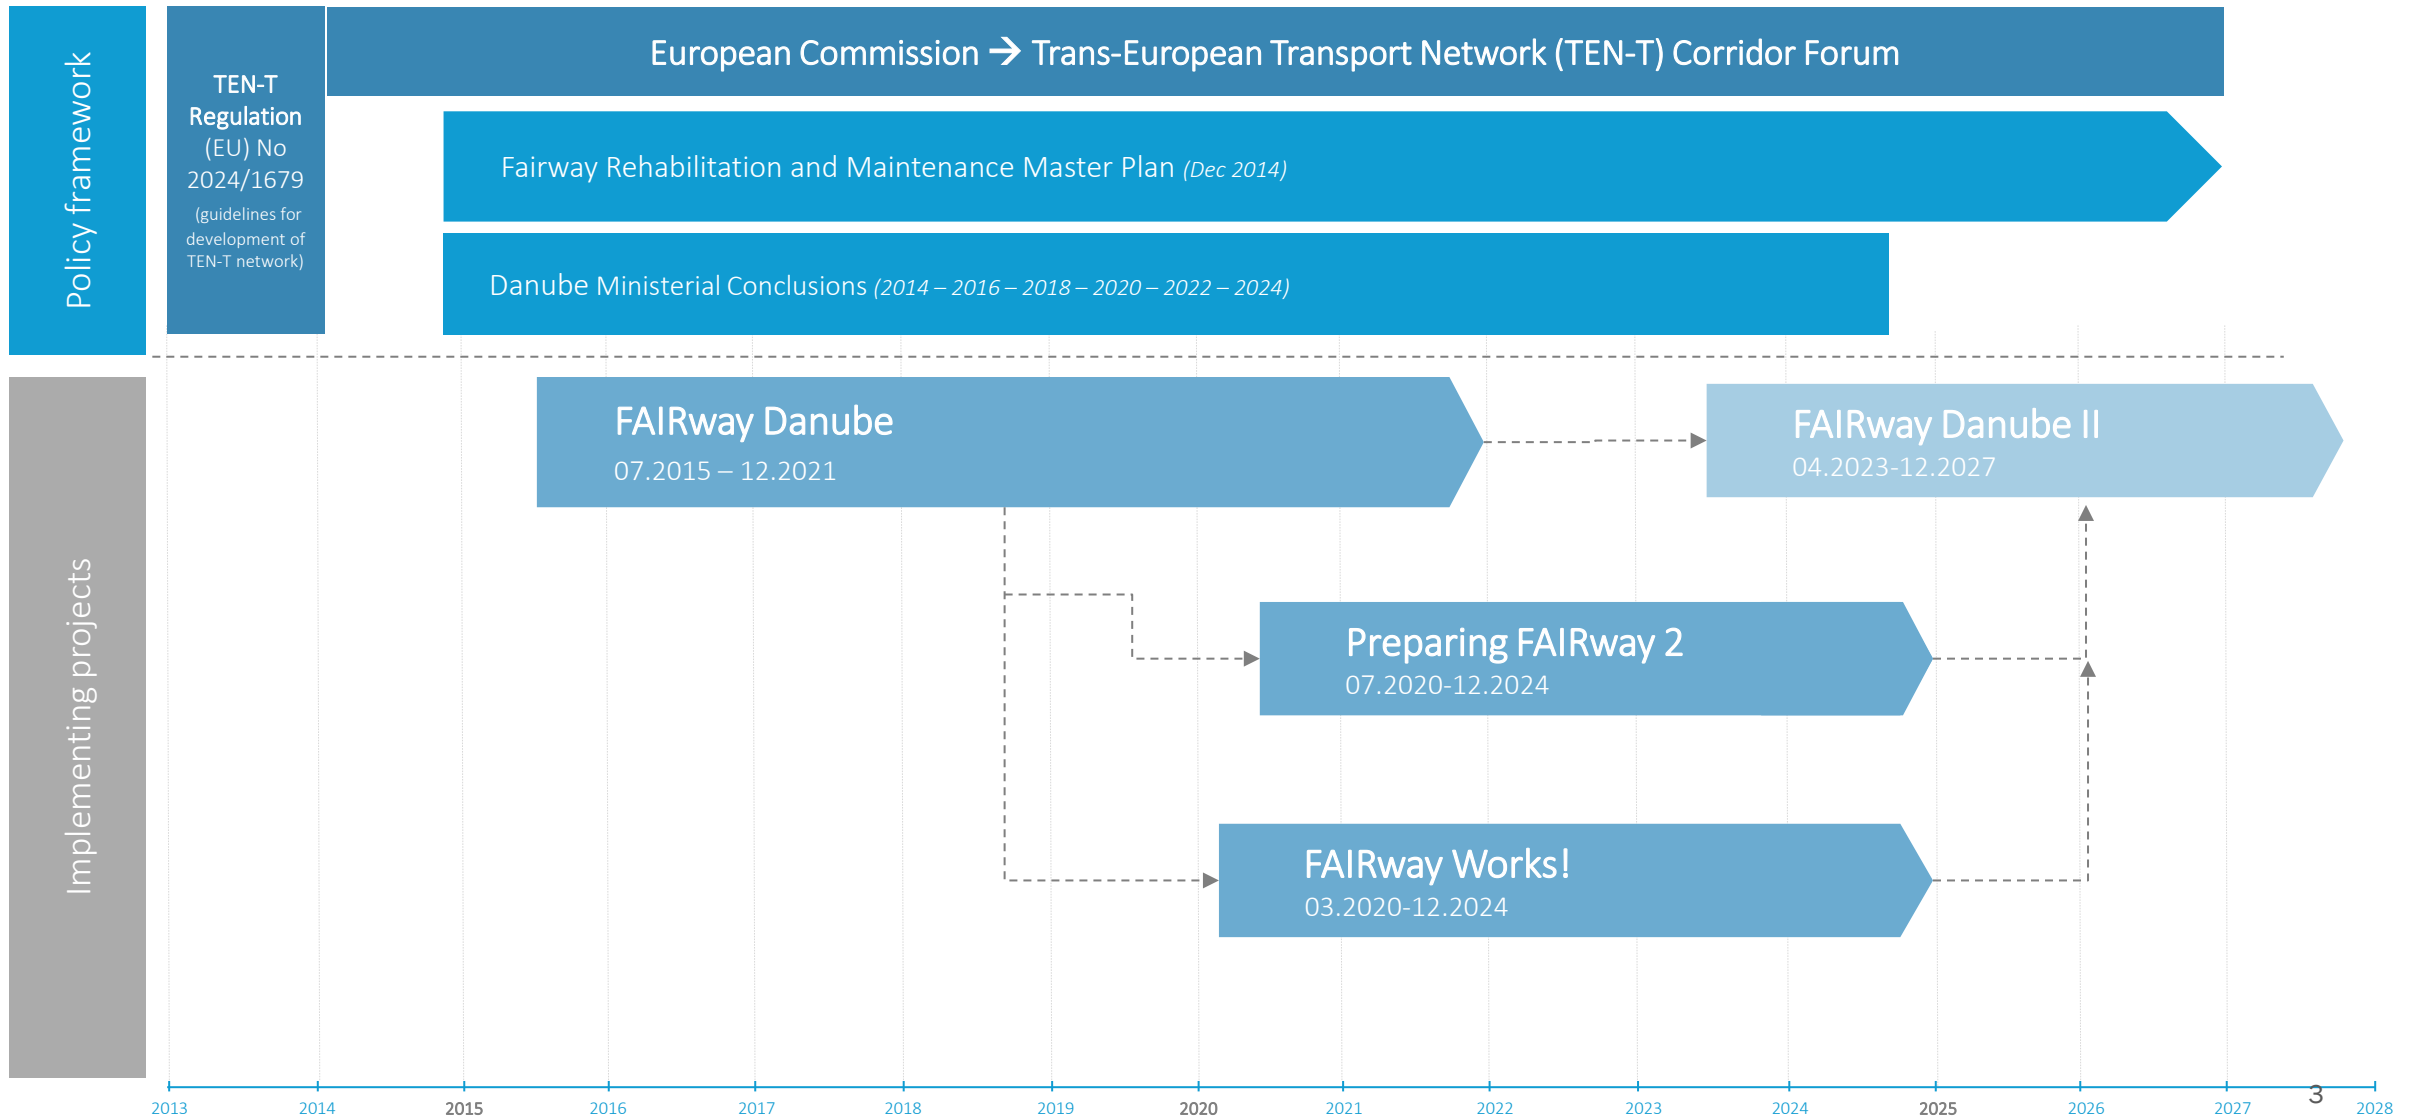 Policy framework
TEN-T
Regulation
(EU) No
2024/1679
(guidelines for
development of
TEN-T network)
European Commission → Trans-European Transport Network (TEN-T) Corridor Forum
Fairway Rehabilitation and Maintenance Master Plan (Dec 2014)
Danube Ministerial Conclusions (2014 – 2016 – 2018 – 2020 – 2022 – 2024)
Implementing projects
FAIRway Danube
07.2015 – 12.2021
FAIRway Danube II
04.2023-12.2027
Preparing FAIRway 2
07.2020-12.2024
FAIRway Works!
03.2020-12.2024
2013 2014 2015 2016 2017 2018 2019 2020 2021 2022 2023 2024 2025 2026 2027 2028
3